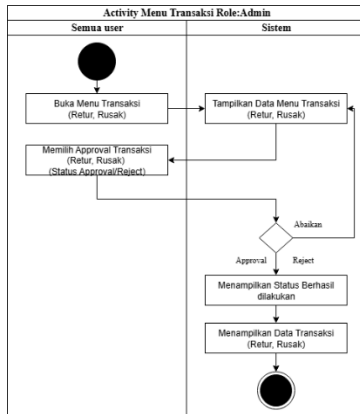 Activity Menu Transaksi Role:Admin
Semua user
Sistem
Buka Menu Transaksi
(Retur, Rusak)
Tampilkan Data Menu Transaksi
(Retur, Rusak)
Memilih Approval Transaksi
(Retur, Rusak)
(Status Approval/Reject)
Abaikan
Approval
Reject
Menampilkan Status Berhasil
dilakukan
Menampilkan Data Transaksi
(Retur, Rusak)